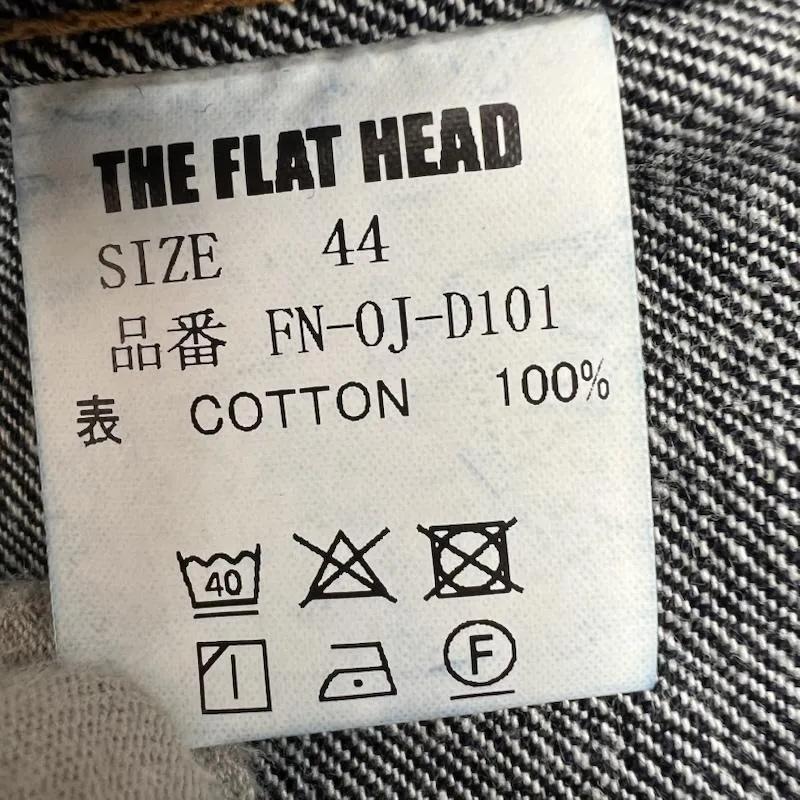 THE FLAT HEAD
SIZE 44
品番 FN-OJ-D101
表 COTTON 100%
40
F